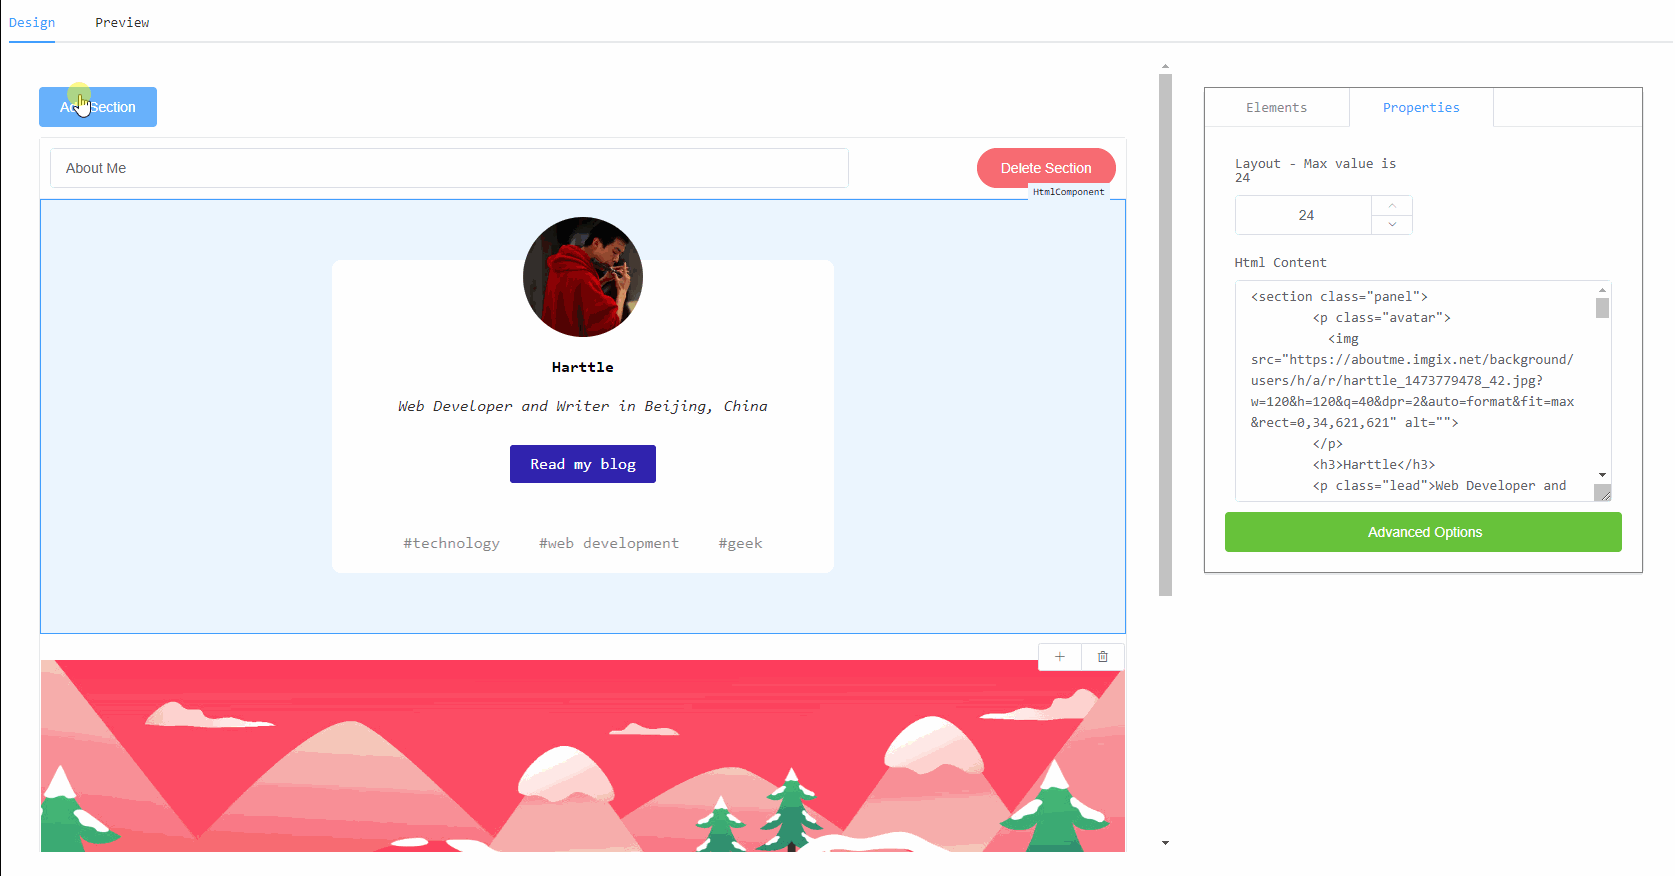 Design
Preview
Section
About Me
Delete Section
HtmlComponent
Harttle
Web Developer and Writer in Beijing, China
Read my blog
#technology
#web development
#geek
Elements
Properties
Layout - Max value is
24
24
Html Content
<section class="panel">
<p class="avatar">
<img
src="https://aboutme.imgix.net/background/
users/h/a/r/harttle_1473779478_42.jpg?
w=120&h=120&q=40&dpr=2&auto=format&fit=max
&rect=0,34,621,621" alt="">
</p>
<h3>Harttle</h3>
<p class="lead">Web Developer and
Advanced Options